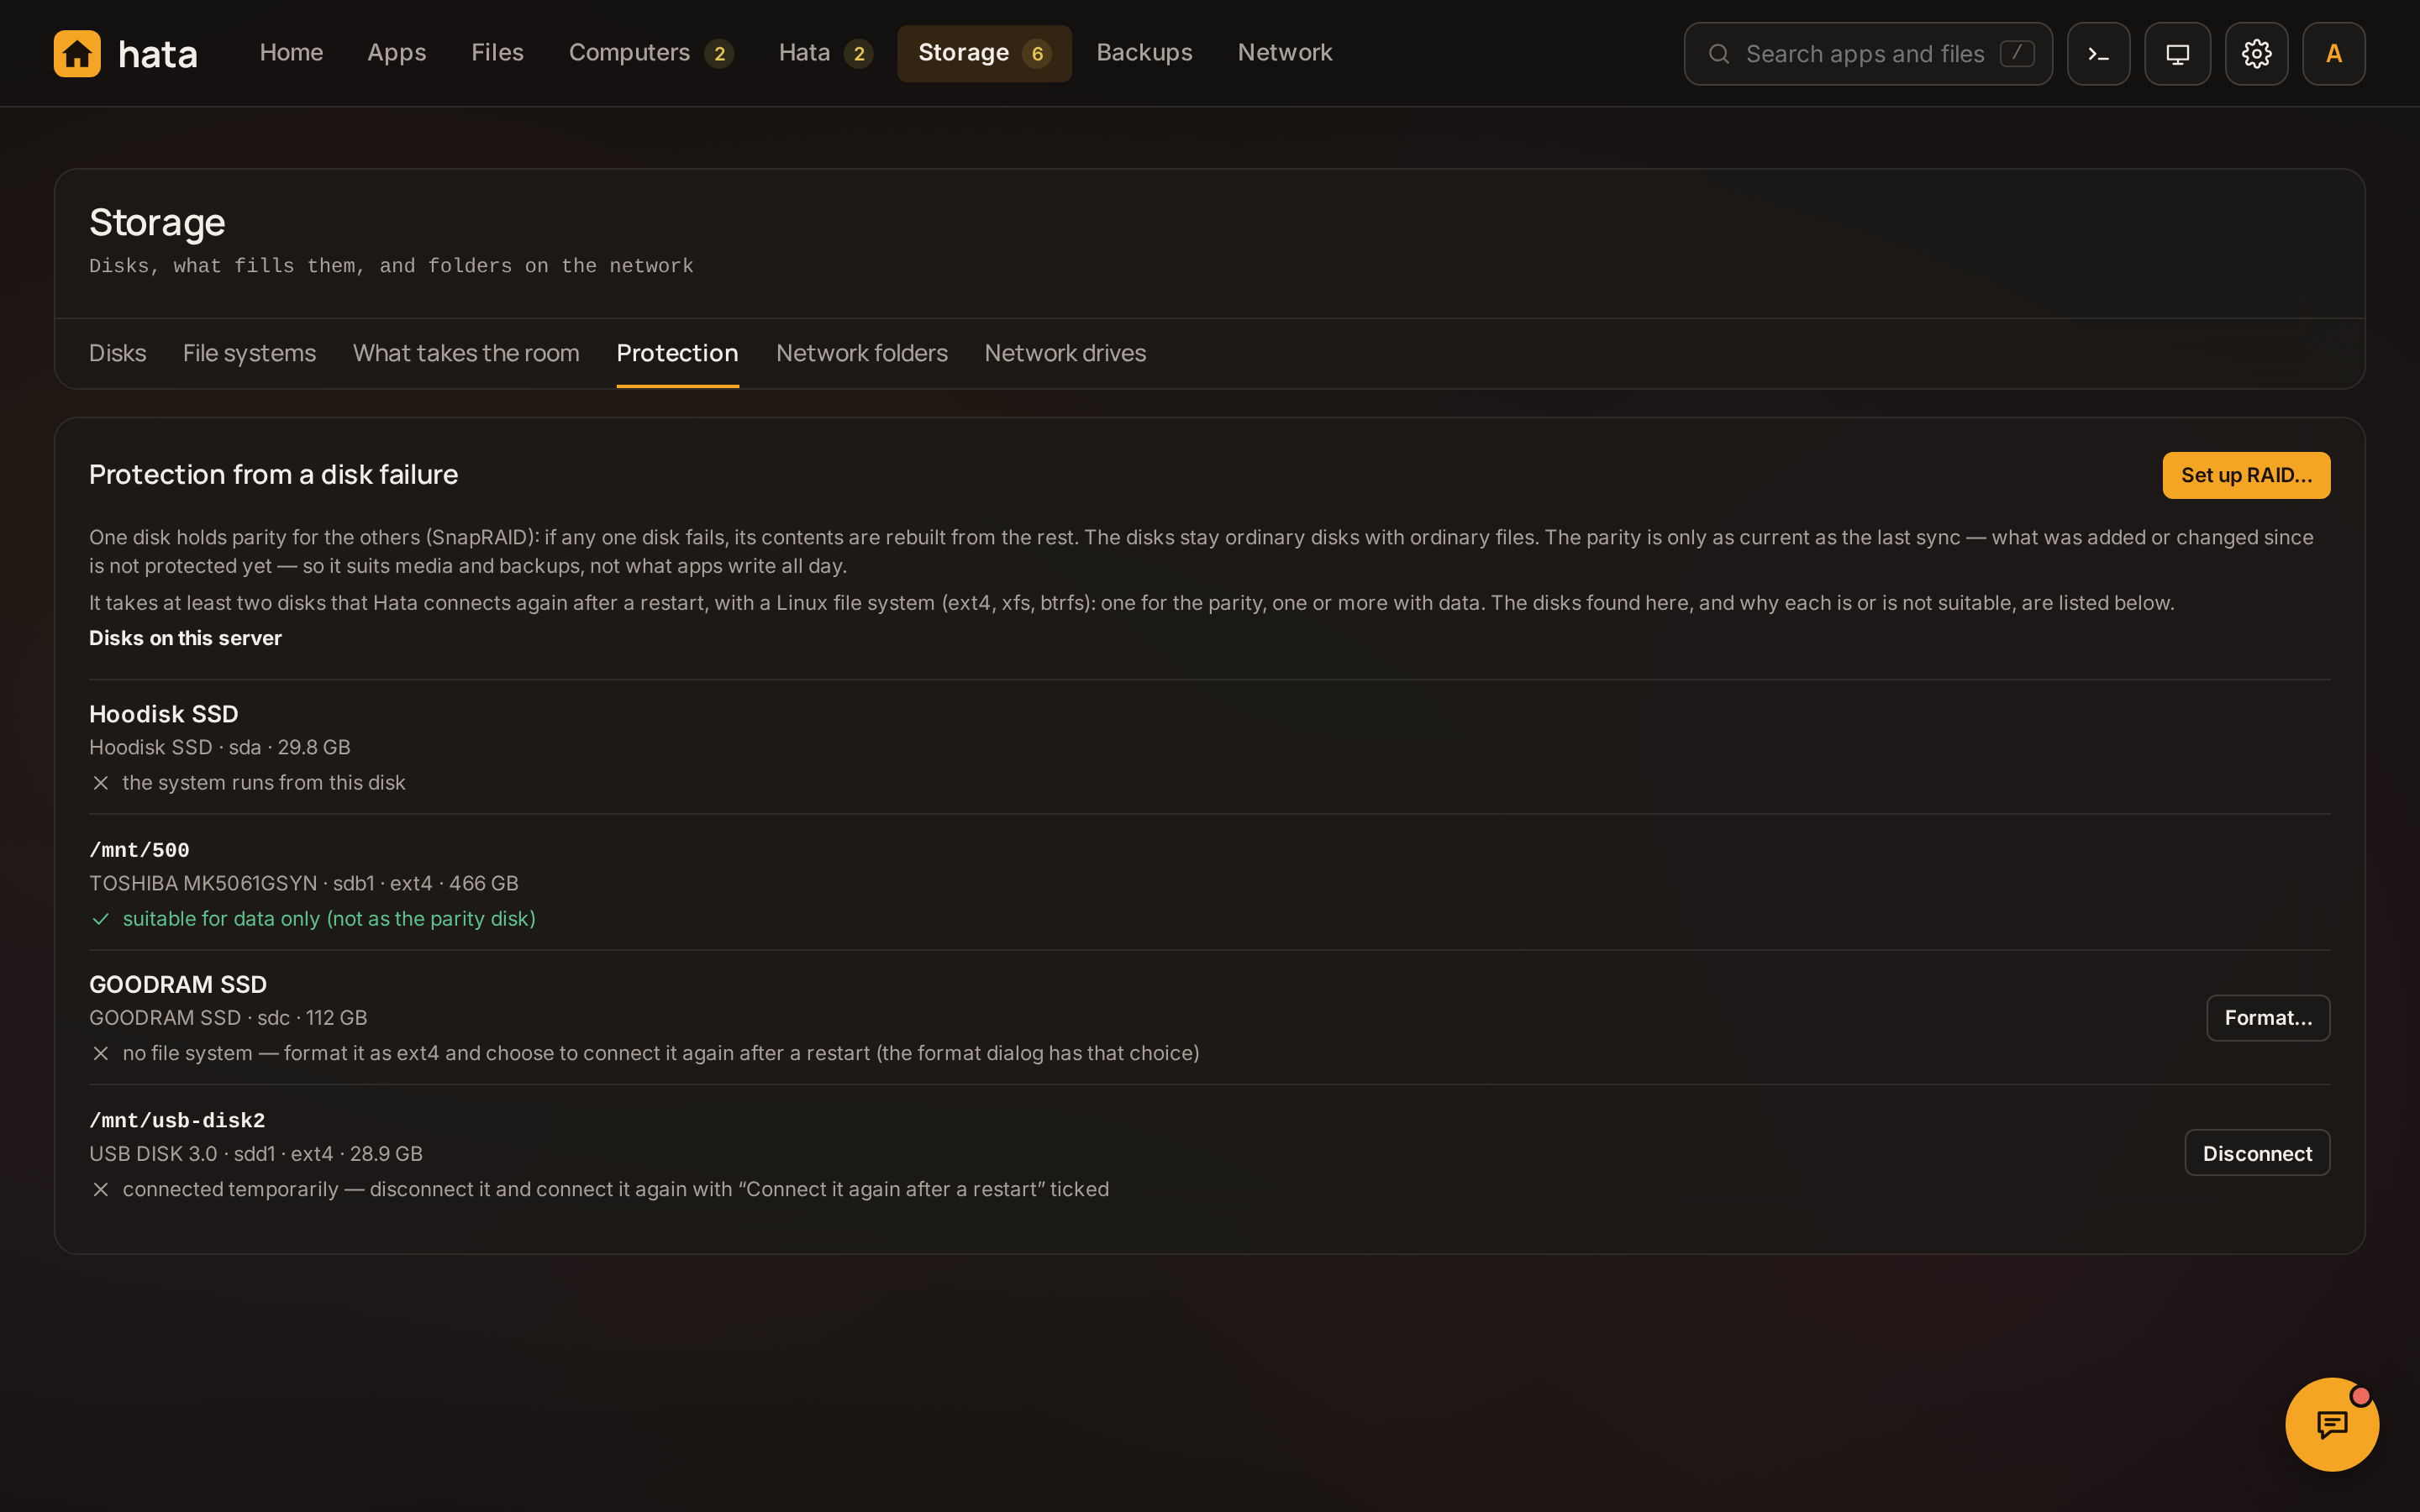 hata
Home
Apps
Files
Computers 2
Hata 2
Storage 6
Backups
Network
Search apps and files /
A
Storage
Disks, what fills them, and folders on the network
Disks
File systems
What takes the room
Protection
Network folders
Network drives
Protection from a disk failure
Set up RAID...
One disk holds parity for the others (SnapRAID): if any one disk fails, its contents are rebuilt from the rest. The disks stay ordinary disks with ordinary files. The parity is only as current as the last sync — what was added or changed since
is not protected yet — so it suits media and backups, not what apps write all day.
It takes at least two disks that Hata connects again after a restart, with a Linux file system (ext4, xfs, btrfs): one for the parity, one or more with data. The disks found here, and why each is or is not suitable, are listed below.
Disks on this server
Hoodisk SSD
Hoodisk SSD · sda · 29.8 GB
the system runs from this disk
/mnt/500
TOSHIBA MK5061GSYN · sdb1 · ext4 · 466 GB
suitable for data only (not as the parity disk)
GOODRAM SSD
GOODRAM SSD · sdc · 112 GB
no file system — format it as ext4 and choose to connect it again after a restart (the format dialog has that choice)
Format...
/mnt/usb-disk2
USB DISK 3.0 · sdd1 · ext4 · 28.9 GB
connected temporarily — disconnect it and connect it again with “Connect it again after a restart” ticked
Disconnect